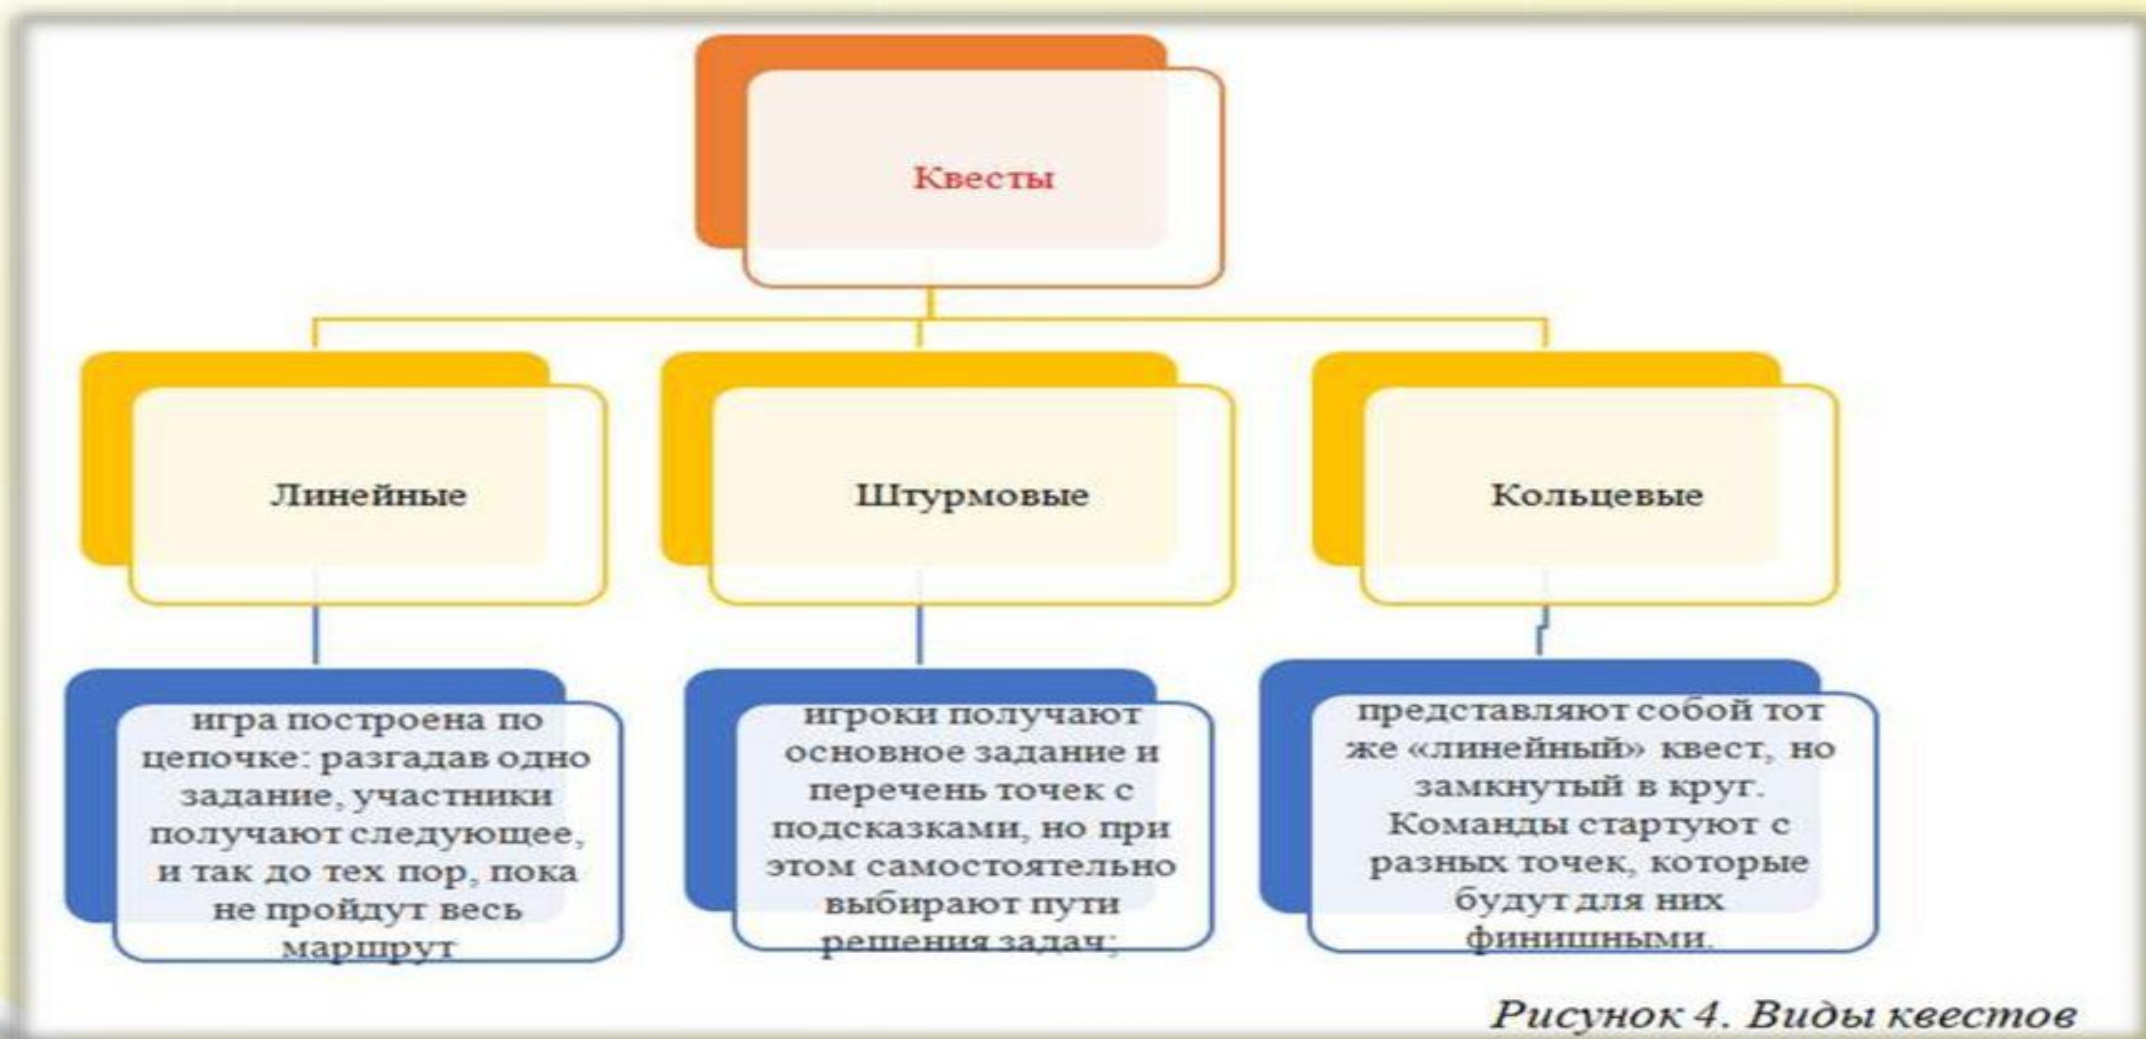 Квесты
Линейные
Штурмовые
Кольцевые
игра построена по
цепочке: разгадав одно
задание, участники
получают следующее,
и так до тех пор, пока
не пройдут весь
маршрут
игроки получают
основное задание и
перечень точек с
подсказками, но при
этом самостоятельно
выбирают пути
решения задач;
представляют собой тот
же «линейный» квест, но
замкнутый в круг.
Команды стартуют с
разных точек, которые
будут для них
финишными.
Рисунок 4. Виды квестов